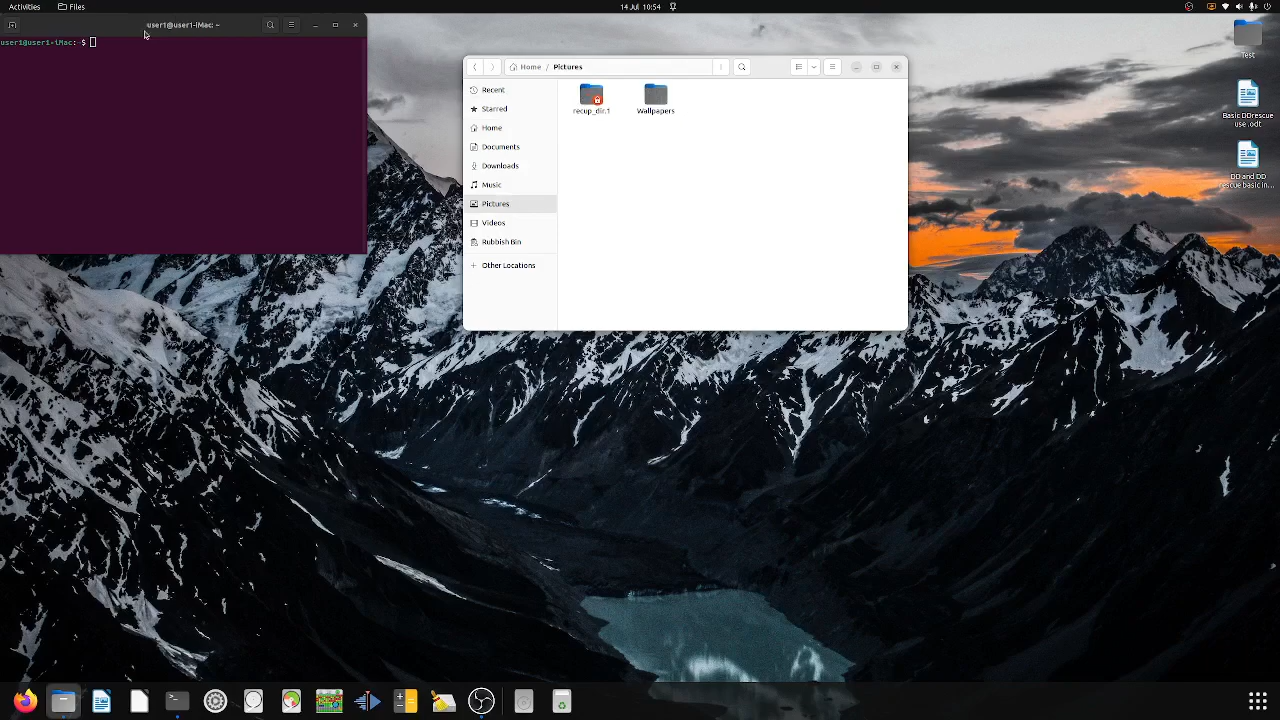 Activities
Files
14 Jul 10:54
user1@user1-iMac: ~
user1@user1-iMac:~$
Home / Pictures
Recent
Starred
Home
Documents
Downloads
Music
Pictures
Videos
Rubbish Bin
Other Locations
recup_dir.1
Wallpapers
Test
Basic DDrescue
use .odt
DD and DD
rescue basic in...